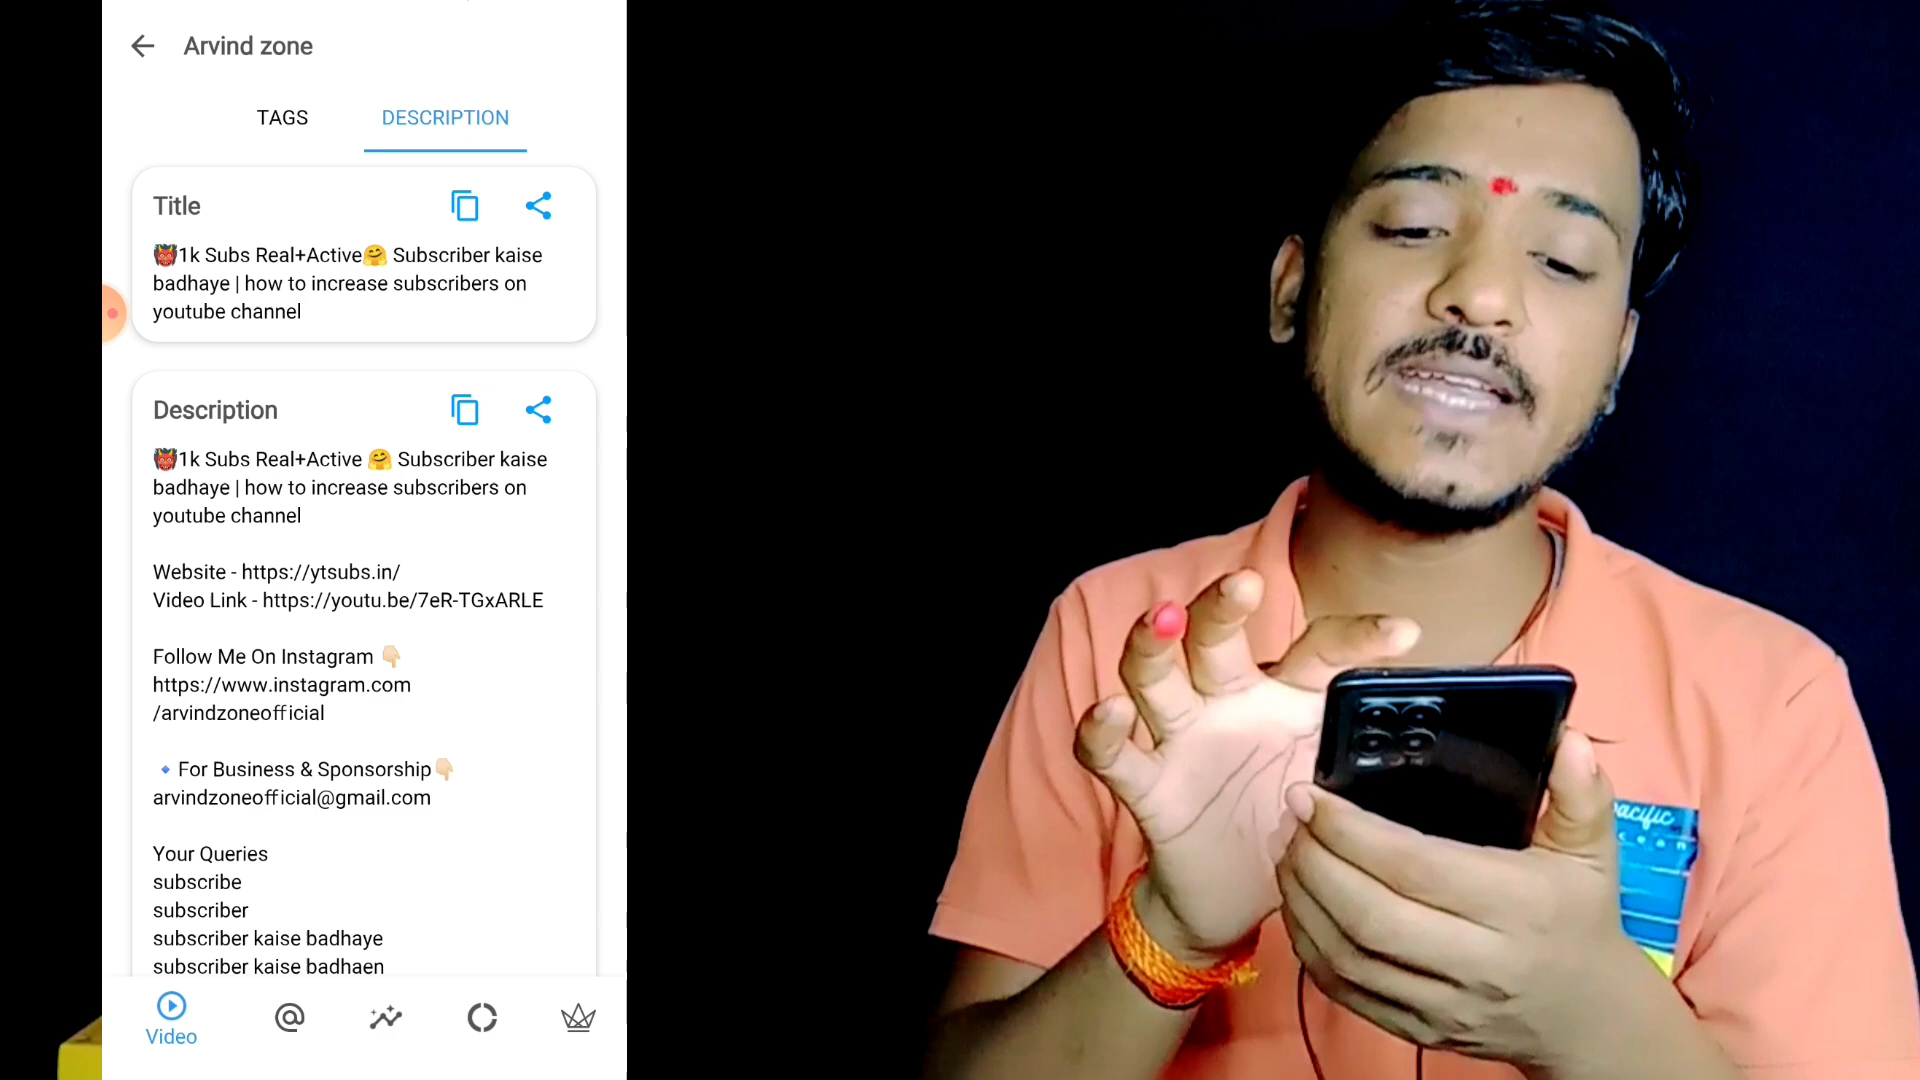 Arvind zone
TAGS
DESCRIPTION
Title
👹1k Subs Real+Active🤗 Subscriber kaise
badhaye | how to increase subscribers on
youtube channel
Description
👹1k Subs Real+Active 🤗 Subscriber kaise
badhaye | how to increase subscribers on
youtube channel
Website - https://ytsubs.in/
Video Link - https://youtu.be/7eR-TGxARLE
Follow Me On Instagram 👇🏻
https://www.instagram.com
/arvindzoneofficial
🔹For Business & Sponsorship👇🏻
arvindzoneofficial@gmail.com
Your Queries
subscribe
subscriber
subscriber kaise badhaye
subscriber kaise badhaen
Video